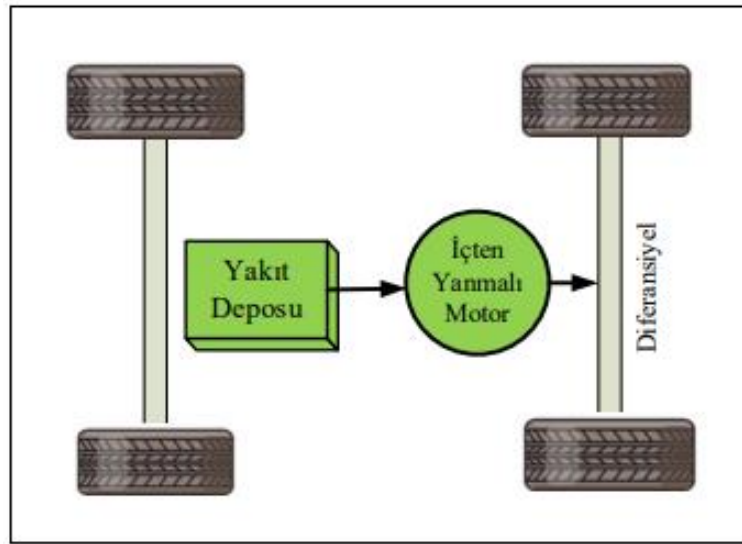 Yakıt
Deposu
İçten
Yanmalı
Motor
Diferansiyel